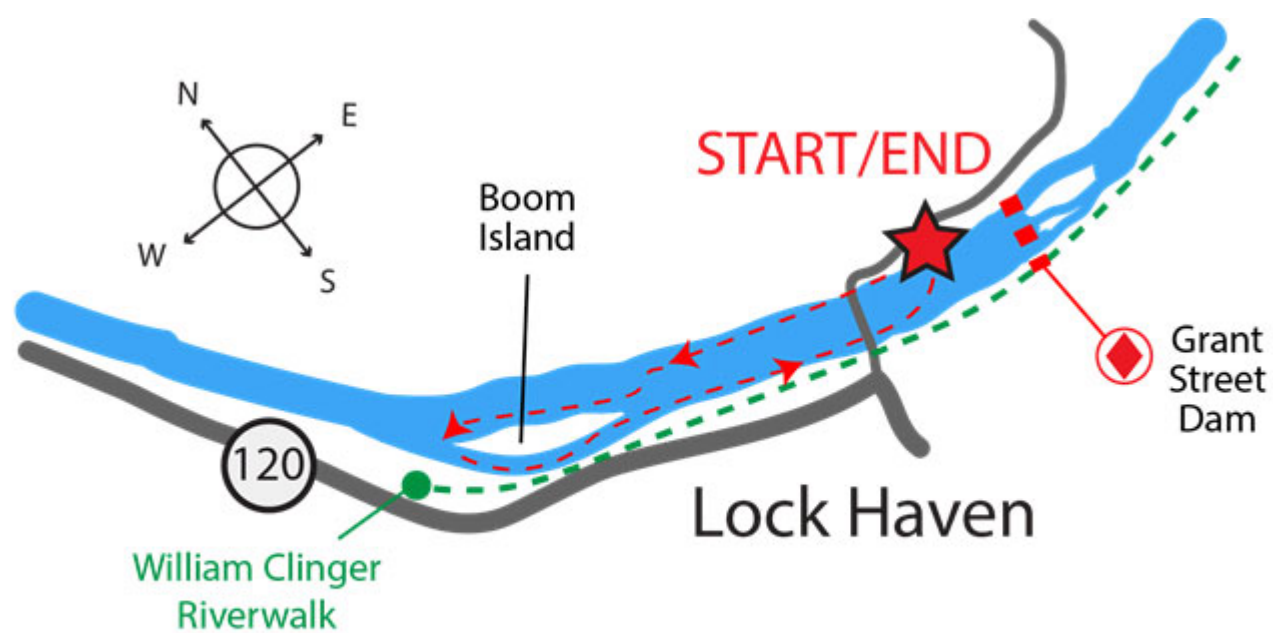 N
E
W
S
Boom
Island
START/END
Grant
Street
Dam
120
Lock Haven
William Clinger
Riverwalk